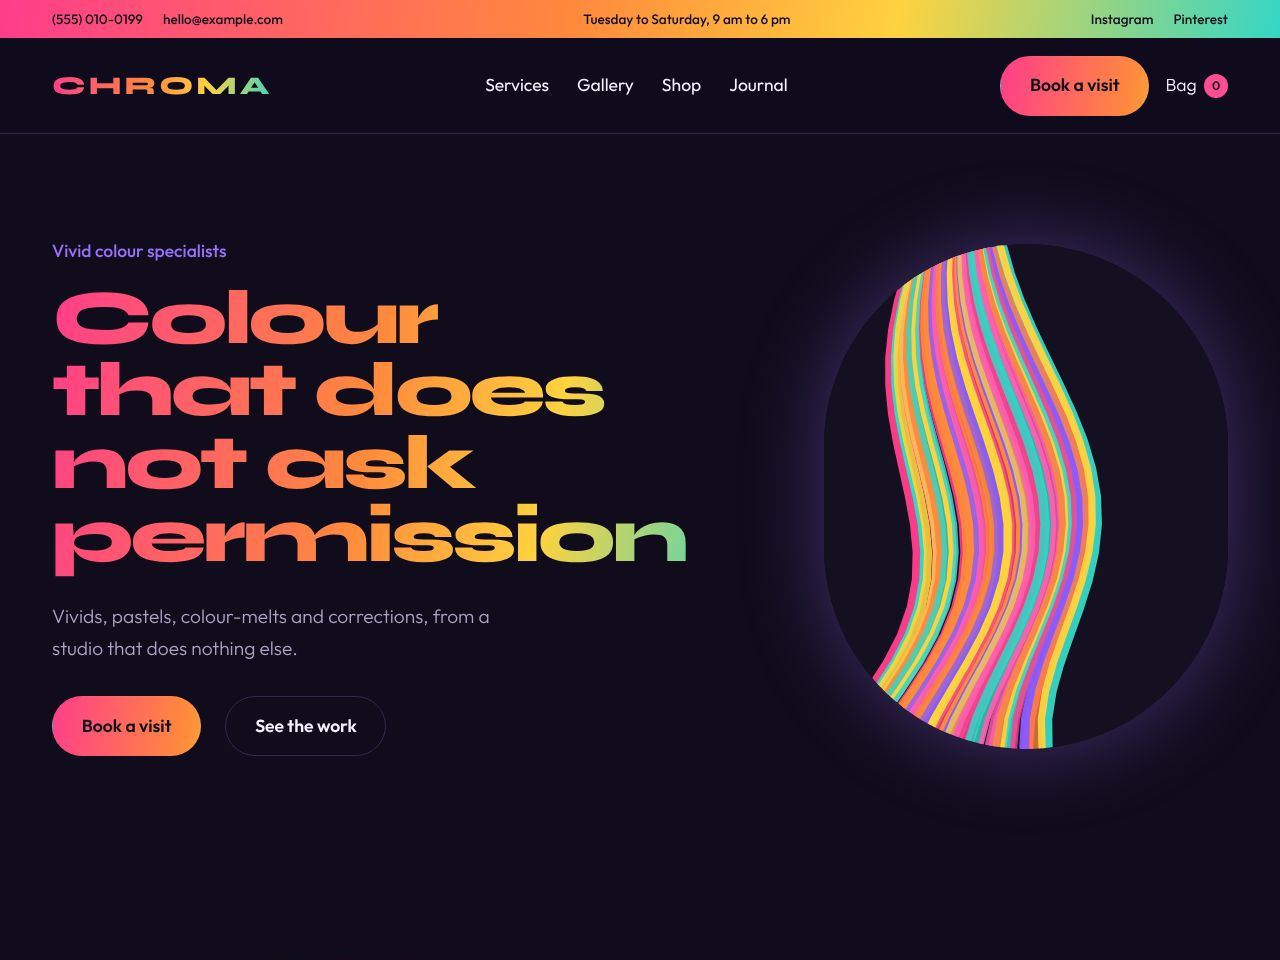 (555) 010-0199 hello@example.com Tuesday to Saturday, 9 am to 6 pm Instagram Pinterest
CHROMA Services Gallery Shop Journal Book a visit Bag 0
Vivid colour specialists
Colour
that does
not ask
permission
Vivids, pastels, colour-melts and corrections, from a
studio that does nothing else.
Book a visit See the work